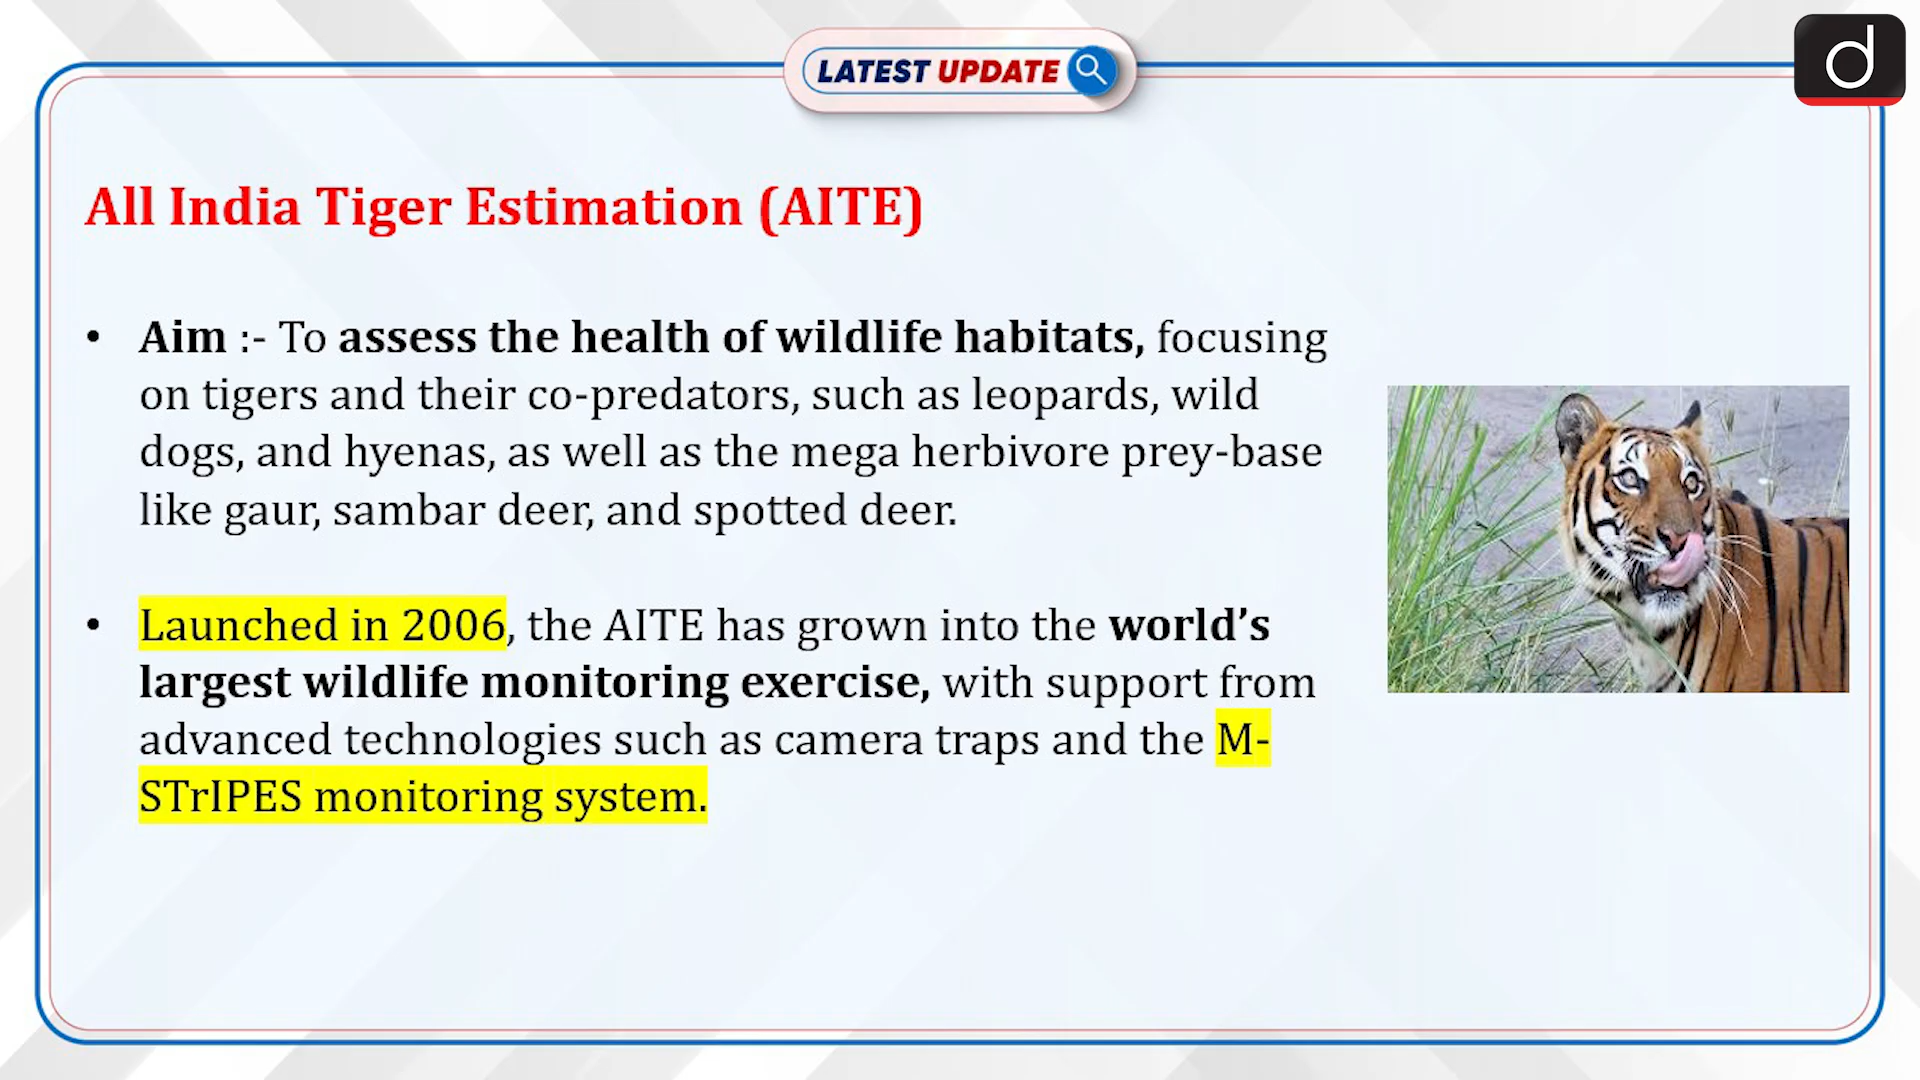 LATEST UPDATE
d
All India Tiger Estimation (AITE)
• Aim :- To assess the health of wildlife habitats, focusing
on tigers and their co-predators, such as leopards, wild
dogs, and hyenas, as well as the mega herbivore prey-base
like gaur, sambar deer, and spotted deer.
• Launched in 2006, the AITE has grown into the world’s
largest wildlife monitoring exercise, with support from
advanced technologies such as camera traps and the M-
STrIPES monitoring system.